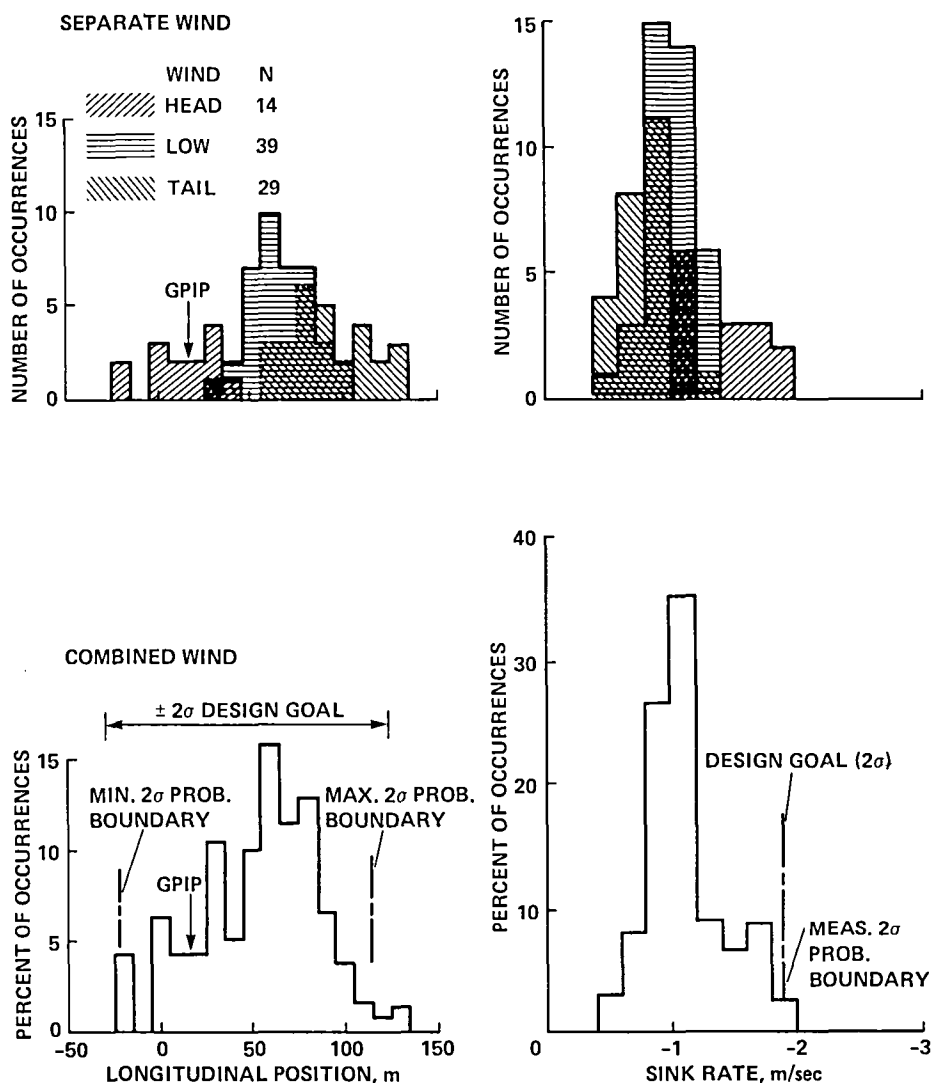 SEPARATE WIND
WIND N
HEAD 14
LOW 39
TAIL 29
NUMBER OF OCCURRENCES
15
10
5
0
GPIP
NUMBER OF OCCURRENCES
15
10
5
0
COMBINED WIND
± 2σ DESIGN GOAL
PERCENT OF OCCURRENCES
15
10
5
0
MIN. 2σ PROB.
BOUNDARY
MAX. 2σ PROB.
BOUNDARY
GPIP
-50 0 50 100 150
LONGITUDINAL POSITION, m
PERCENT OF OCCURRENCES
40
30
20
10
DESIGN GOAL (2σ)
MEAS. 2σ
PROB.
BOUNDARY
0 -1 -2 -3
SINK RATE, m/sec